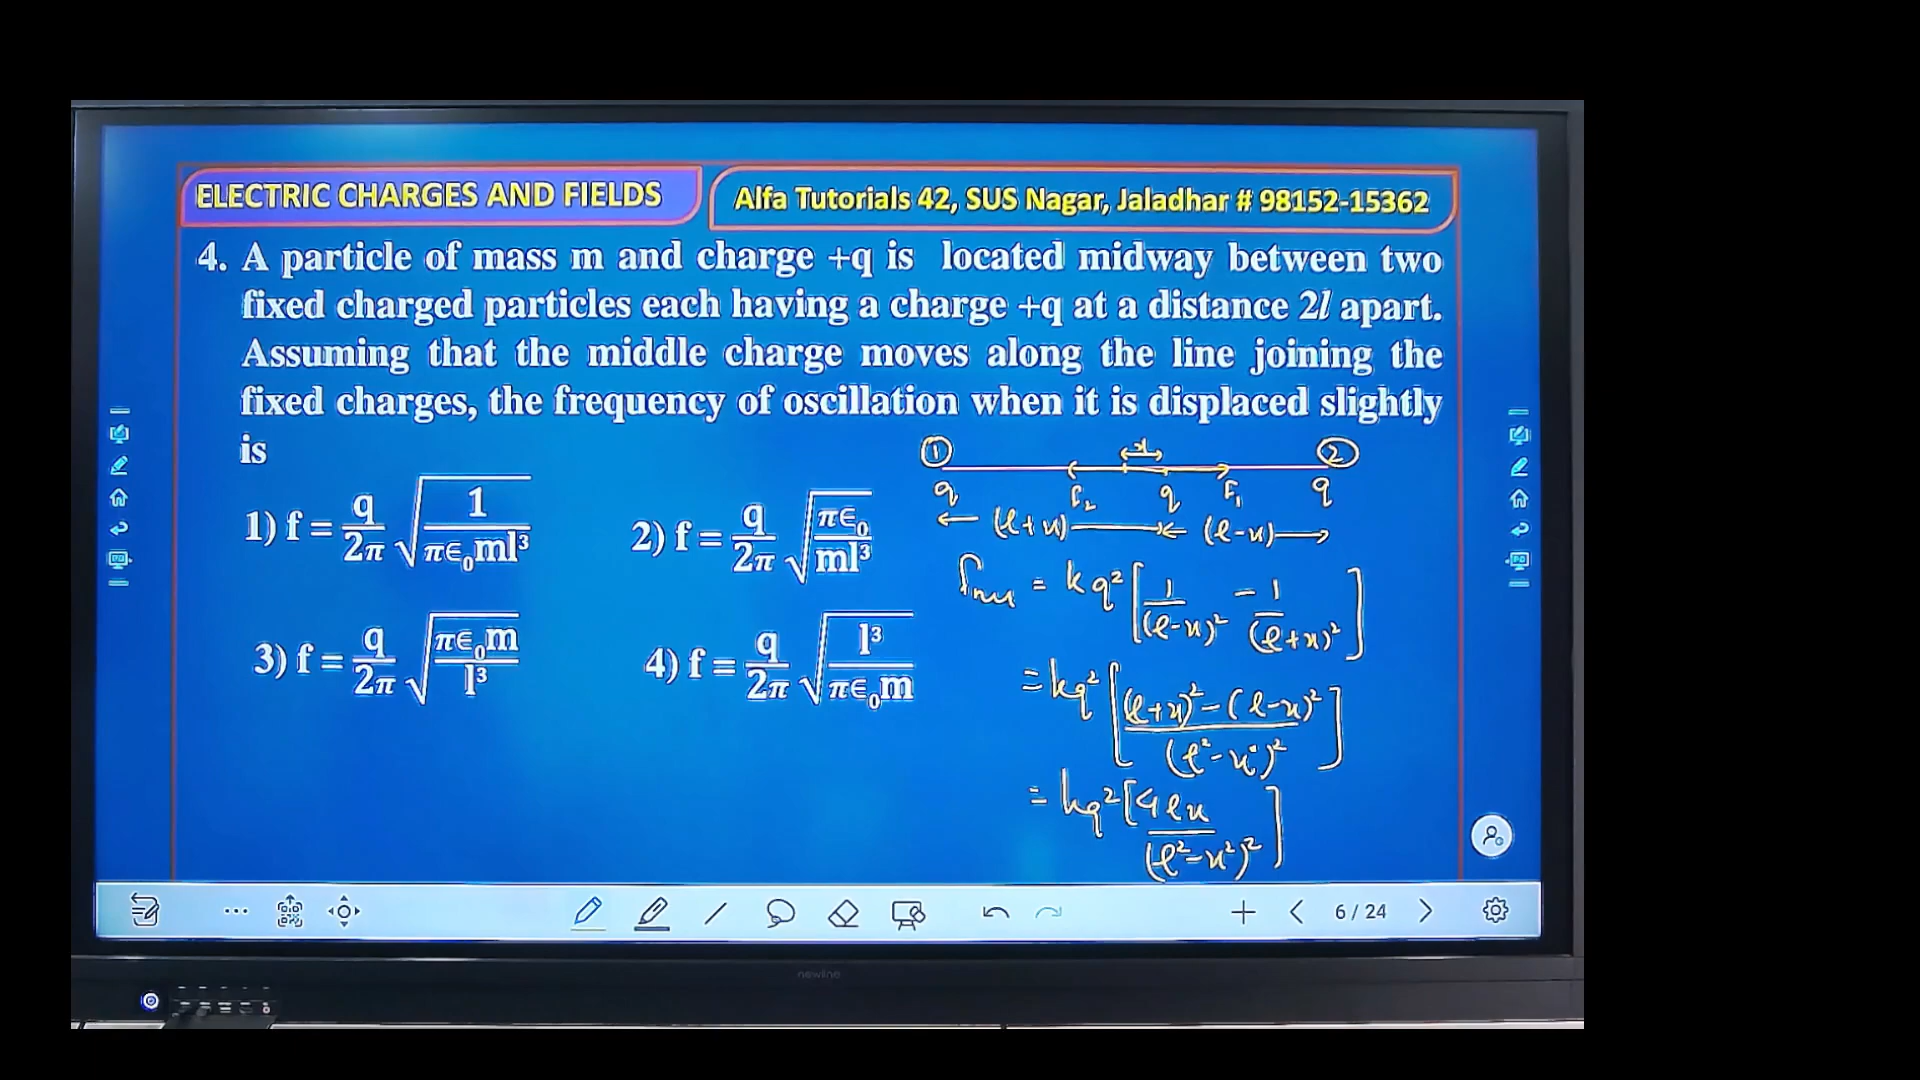 ELECTRIC CHARGES AND FIELDS
Alfa Tutorials 42, SUS Nagar, Jaladhar # 98152-15362
4. A particle of mass m and charge +q is located midway between two
fixed charged particles each having a charge +q at a distance 2l apart.
Assuming that the middle charge moves along the line joining the
fixed charges, the frequency of oscillation when it is displaced slightly
is
1) f = q/2π √(1/πϵ₀ml³)
2) f = q/2π √(πϵ₀/ml³)
3) f = q/2π √(πϵ₀m/l³)
4) f = q/2π √(l³/πϵ₀m)
① x ②
q F₂ q F₁ q
(l+x) (l-x)
= kq² [1/(l-x)² - 1/(l+x)²]
= kq² [(l+x)² - (l-x)² / (l²-x²)²]
= kq² [4lx / (l²-x²)²]
6 / 24
newline